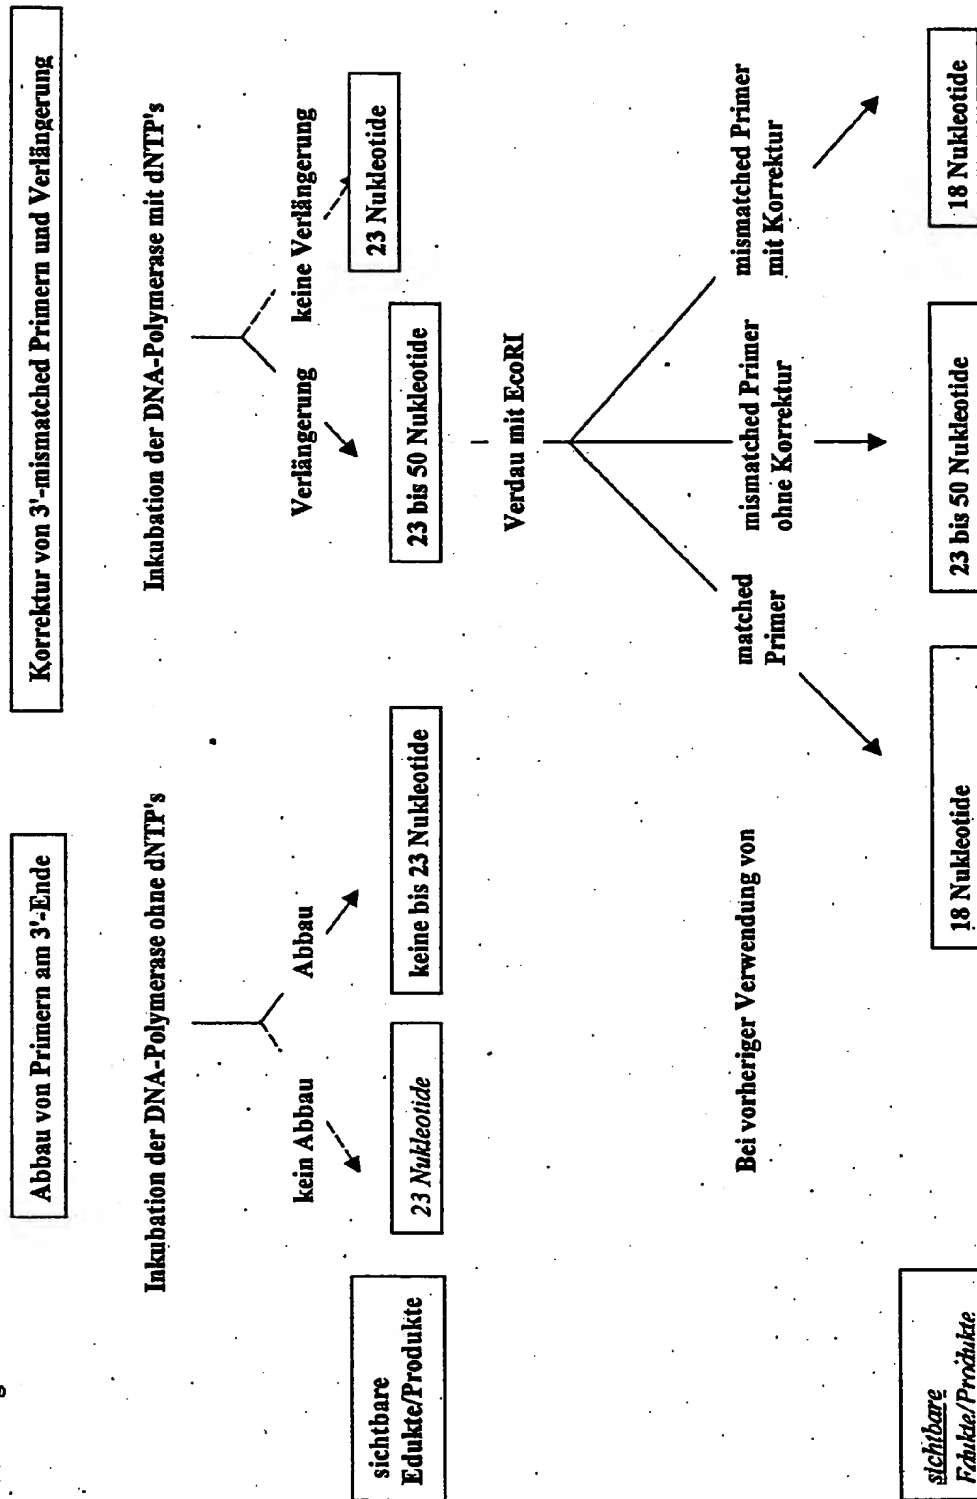 Abbau von Primern am 3'-Ende
Korrektur von 3'-mismatched Primern und Verlängerung
Inkubation der DNA-Polymerase ohne dNTP's
Inkubation der DNA-Polymerase mit dNTP's
kein Abbau
Abbau
Verlängerung
keine Verlängerung
sichtbare
Edukte/Produkte
23 Nukleotide
keine bis 23 Nukleotide
23 bis 50 Nukleotide
23 Nukleotide
Verdau mit EcoRI
Bei vorheriger Verwendung von
matched
Primer
mismatched Primer
ohne Korrektur
mismatched Primer
mit Korrektur
sichtbare
Edukte/Produkte
18 Nukleotide
23 bis 50 Nukleotide
18 Nukleotide